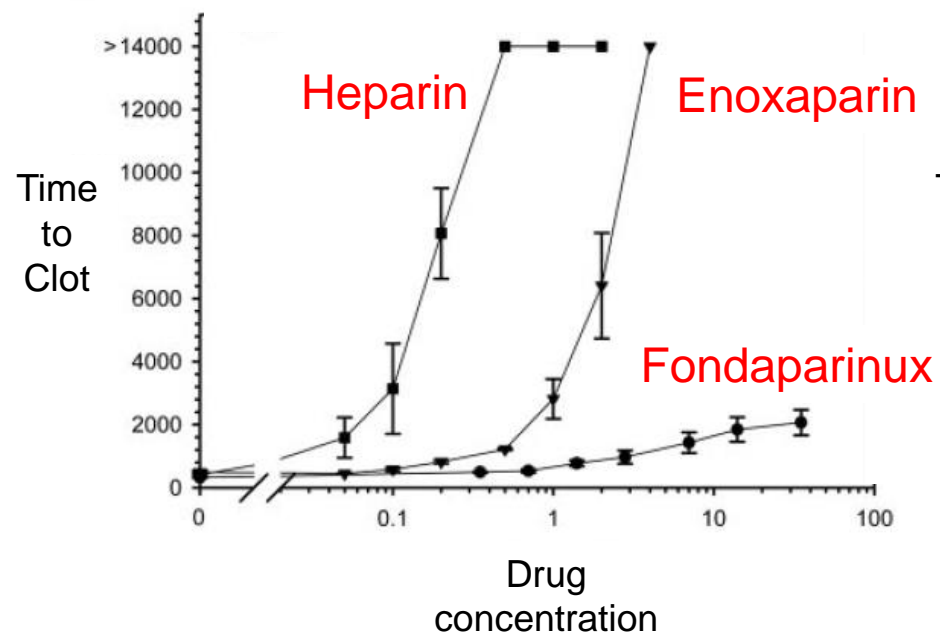 >14000
12000
10000
8000
6000
4000
2000
0
Time
to
Clot
Heparin
Enoxaparin
Fondaparinux
0
0.1
1
10
100
Drug
concentration